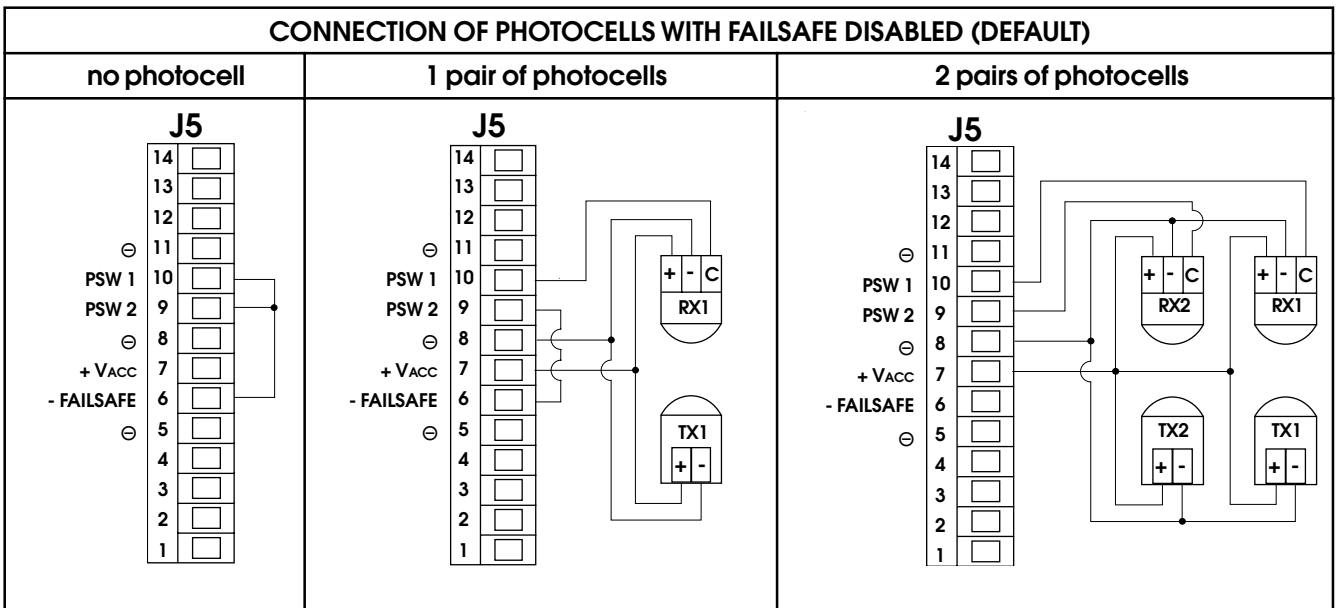 CONNECTION OF PHOTOCELLS WITH FAILSAFE DISABLED (DEFAULT)
no photocell
1 pair of photocells
2 pairs of photocells
J5
14
13
12
⊖ 11
PSW 1 10
PSW 2 9
⊖ 8
+ VACC 7
- FAILSAFE 6
⊖ 5
4
3
2
1
J5
14
13
12
⊖ 11
PSW 1 10
PSW 2 9
⊖ 8
+ VACC 7
- FAILSAFE 6
⊖ 5
4
3
2
1
+ - C
RX1
TX1
+ -
J5
14
13
12
⊖ 11
PSW 1 10
PSW 2 9
⊖ 8
+ VACC 7
- FAILSAFE 6
⊖ 5
4
3
2
1
+ - C
RX2
+ - C
RX1
TX2
+ -
TX1
+ -